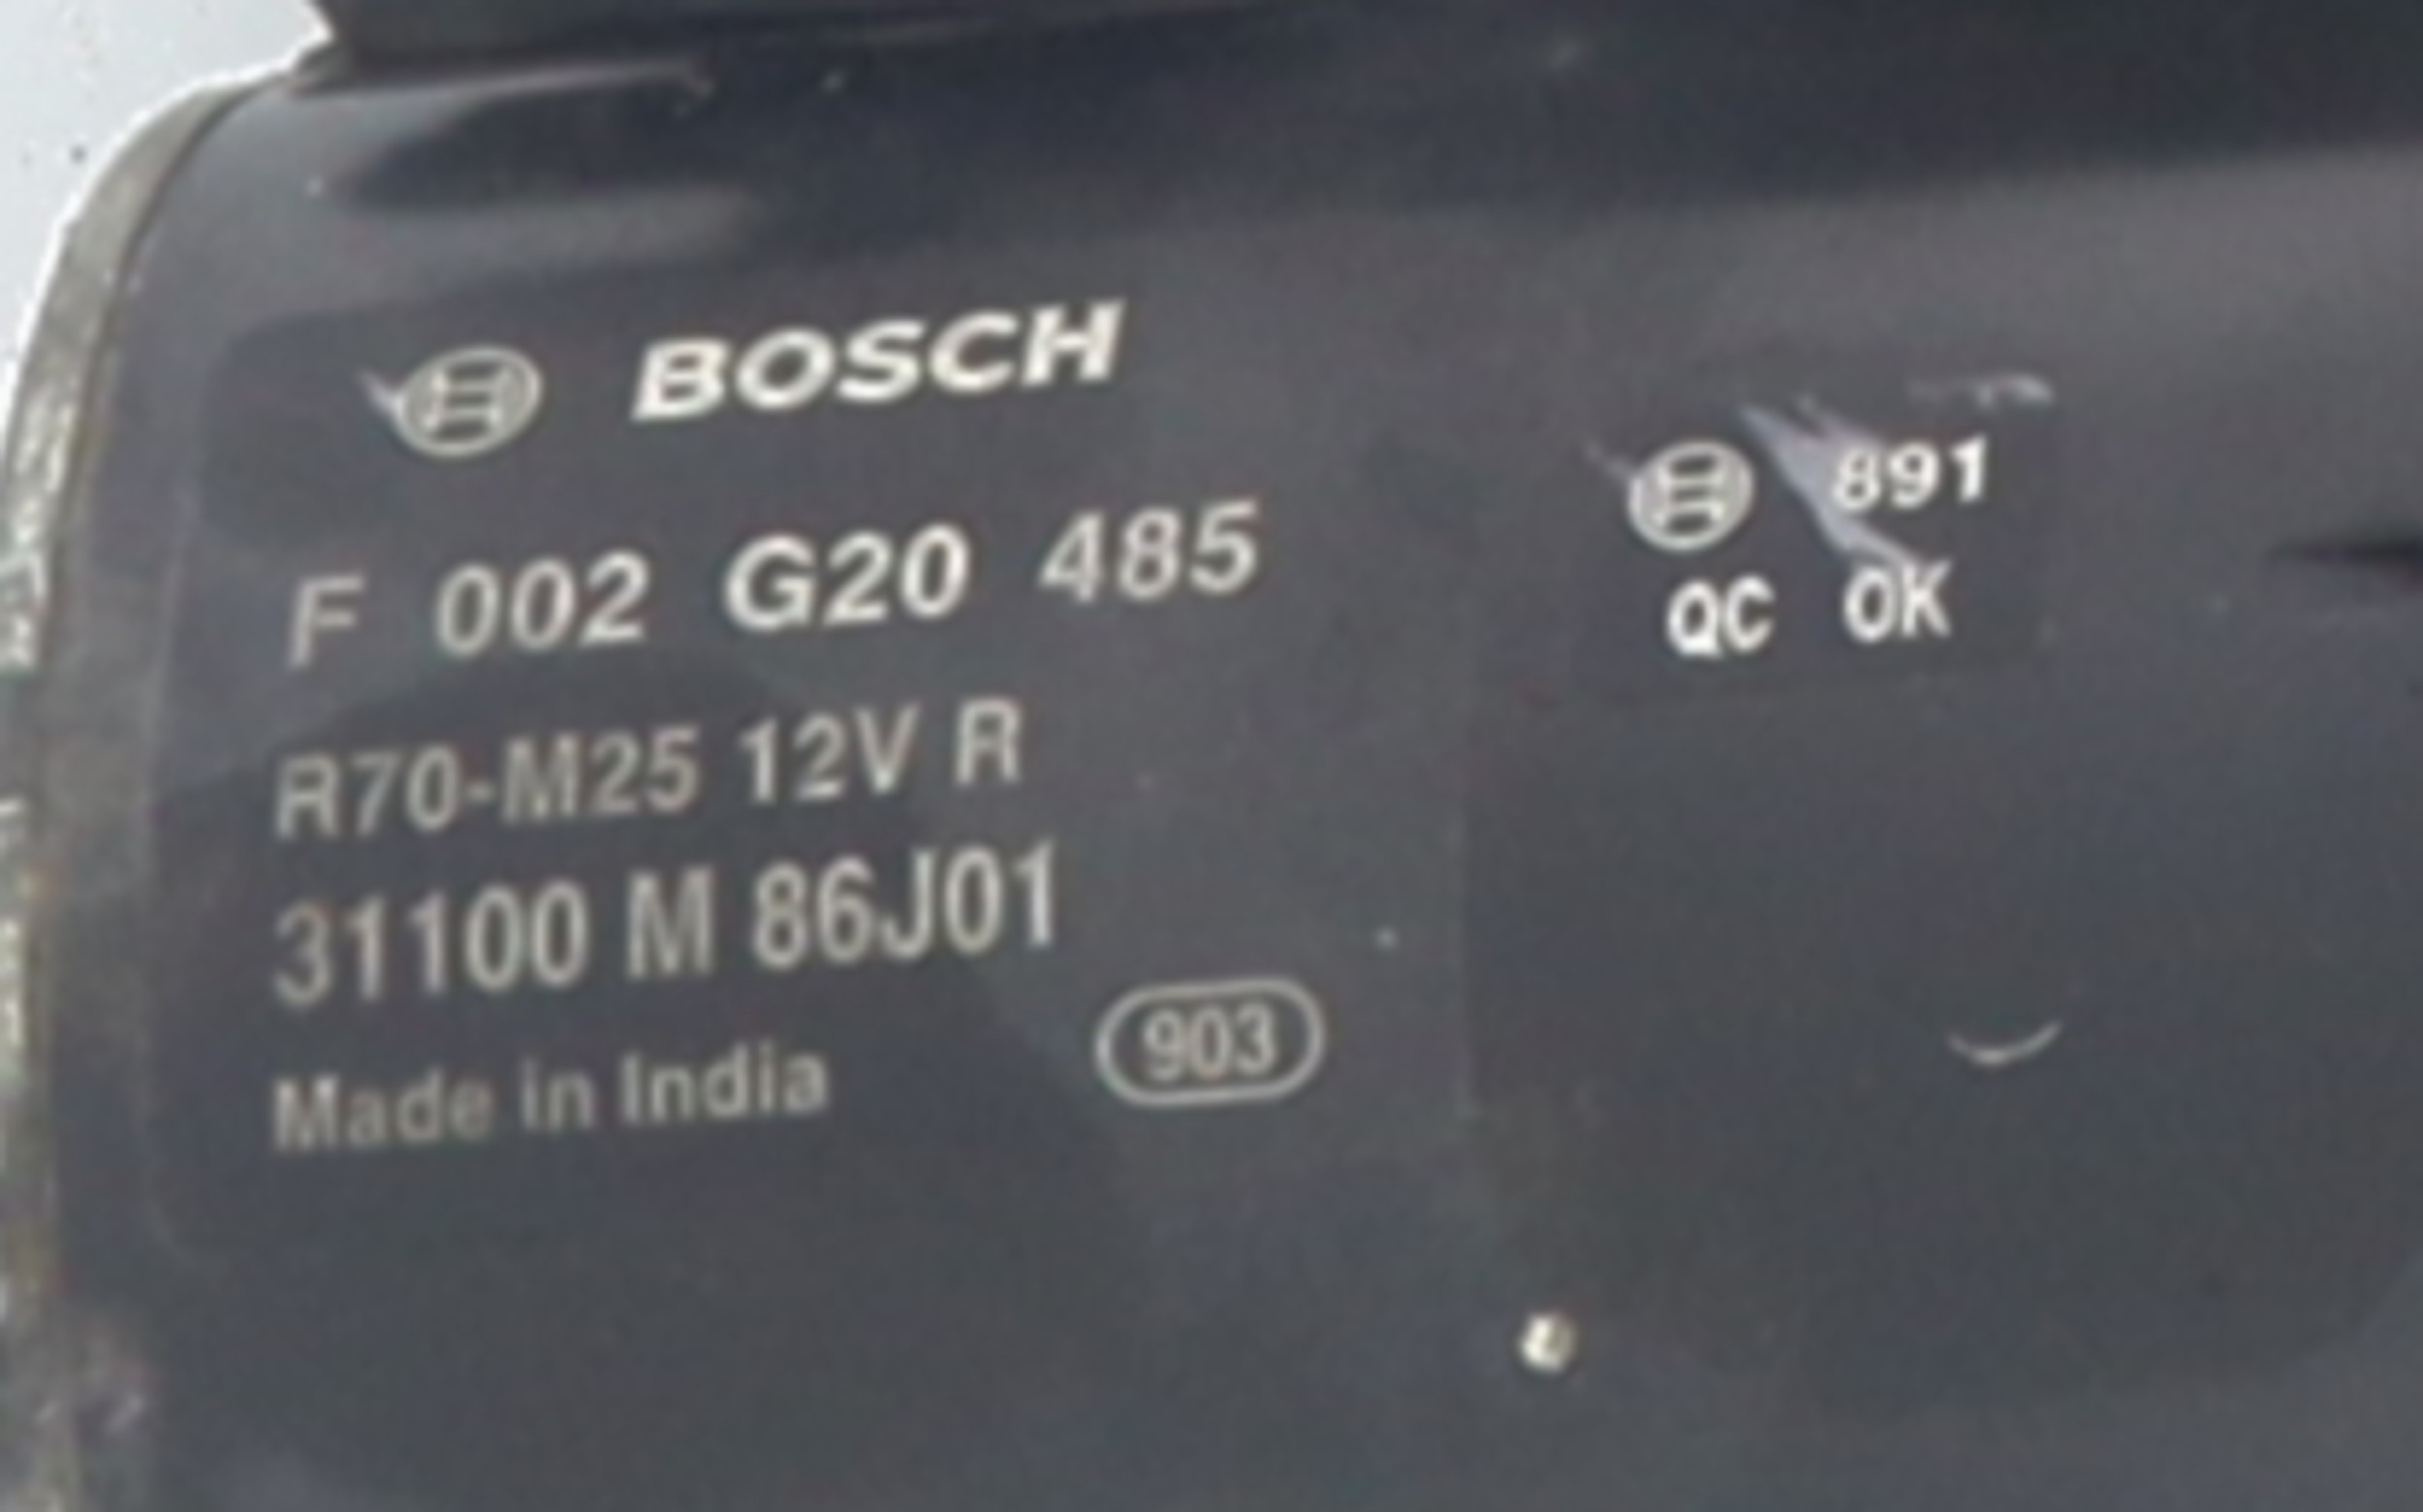 BOSCH
F 002 G20 485
R70-M25 12V R
31100 M 86J01
Made in India
903
891
QC OK